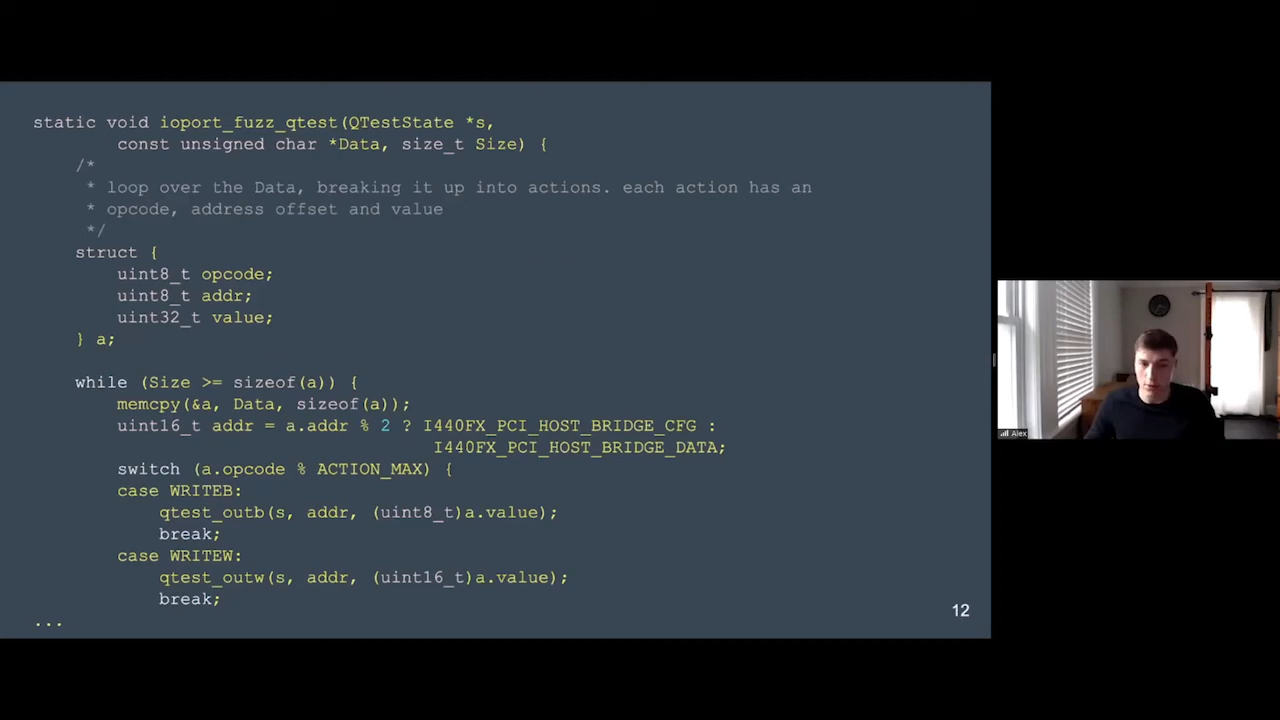 static void ioport_fuzz_qtest(QTestState *s,
const unsigned char *Data, size_t Size) {
/*
* loop over the Data, breaking it up into actions. each action has an
* opcode, address offset and value
*/
struct {
uint8_t opcode;
uint8_t addr;
uint32_t value;
} a;
while (Size >= sizeof(a)) {
memcpy(&a, Data, sizeof(a));
uint16_t addr = a.addr % 2 ? I440FX_PCI_HOST_BRIDGE_CFG :
I440FX_PCI_HOST_BRIDGE_DATA;
switch (a.opcode % ACTION_MAX) {
case WRITEB:
qtest_outb(s, addr, (uint8_t)a.value);
break;
case WRITEW:
qtest_outw(s, addr, (uint16_t)a.value);
break;
...
12
Alex